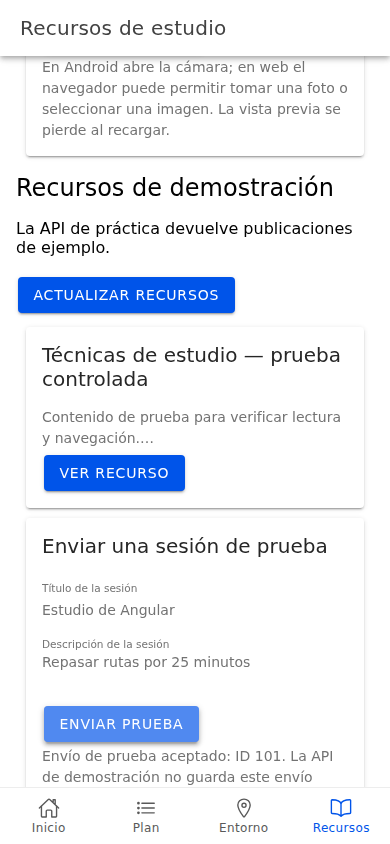 Recursos de estudio
En Android abre la cámara; en web el
navegador puede permitir tomar una foto o
seleccionar una imagen. La vista previa se
pierde al recargar.
Recursos de demostración
La API de práctica devuelve publicaciones
de ejemplo.
ACTUALIZAR RECURSOS
Técnicas de estudio — prueba
controlada
Contenido de prueba para verificar lectura
y navegación....
VER RECURSO
Enviar una sesión de prueba
Título de la sesión
Estudio de Angular
Descripción de la sesión
Repasar rutas por 25 minutos
ENVIAR PRUEBA
Envío de prueba aceptado: ID 101. La API
de demostración no guarda este envío
Inicio
Plan
Entorno
Recursos